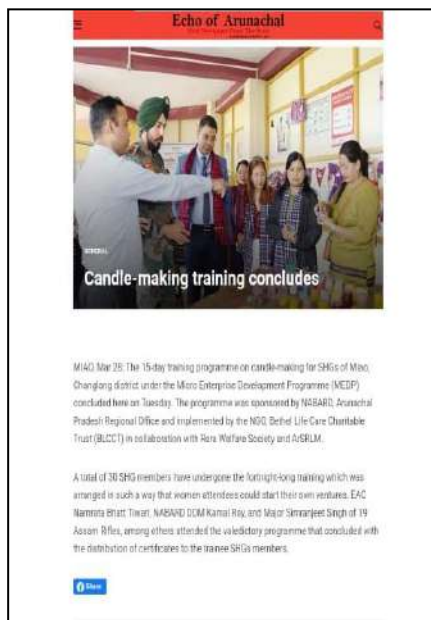 Echo of Arunachal
GENERAL
Candle-making training concludes
MIAO, Mar 28: The 15-day training programme on candle-making for SHGs of Miao,
Changlang district under the Micro Enterprise Development Programme (MEDP)
concluded here on Tuesday. The programme was sponsored by NABARD, Arunachal
Pradesh Regional Office and implemented by the NGO, Bethel Life Care Charitable
Trust (BLCCT) in collaboration with Rera Welfare Society and ArSRLM.
A total of 30 SHG members have undergone the fortnight-long training which was
arranged in such a way that women attendees could start their own ventures. EAC
Namrata Bhatt Tiwari, NABARD DDM Kamal Roy, and Major Simranjeet Singh of 19
Assam Rifles, among others attended the valedictory programme that concluded with
the distribution of certificates to the trainee SHGs members.
Share